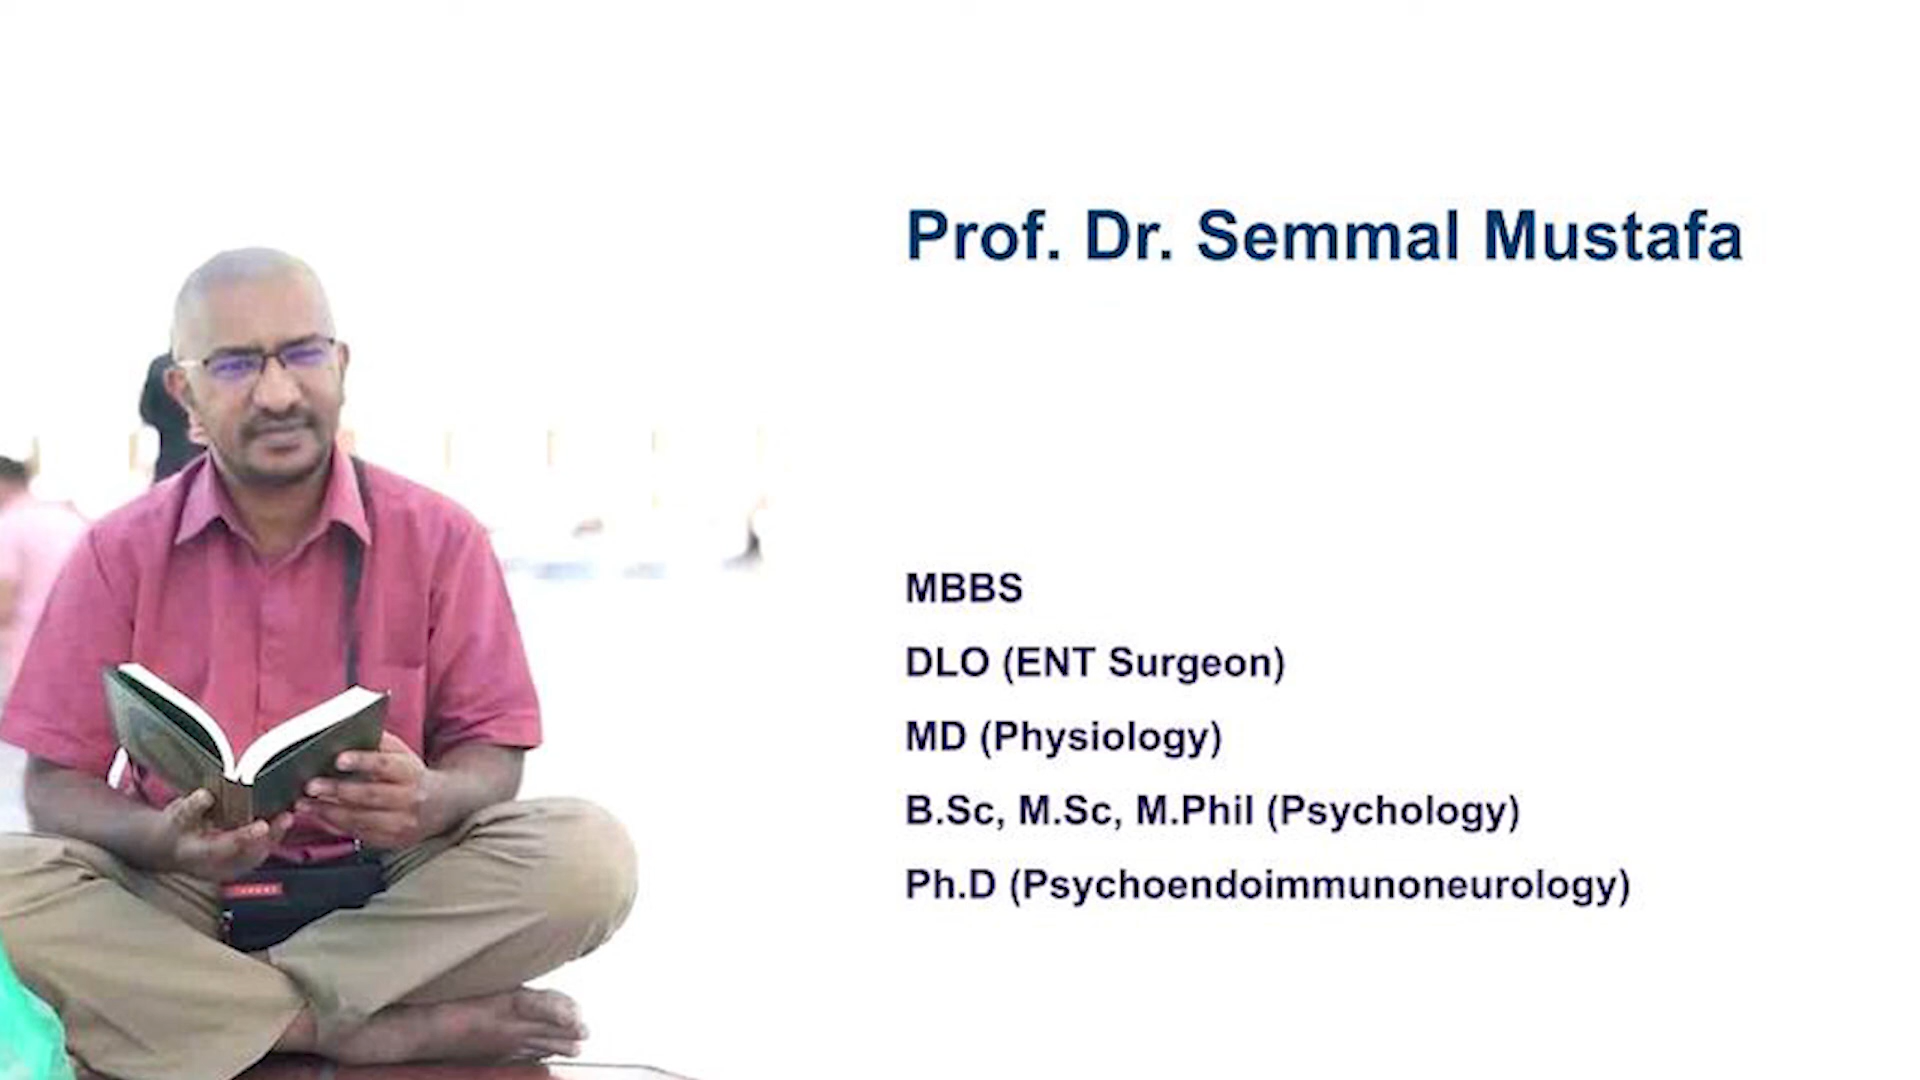 Prof. Dr. Semmal Mustafa
MBBS
DLO (ENT Surgeon)
MD (Physiology)
B.Sc, M.Sc, M.Phil (Psychology)
Ph.D (Psychoendoimmunoneurology)